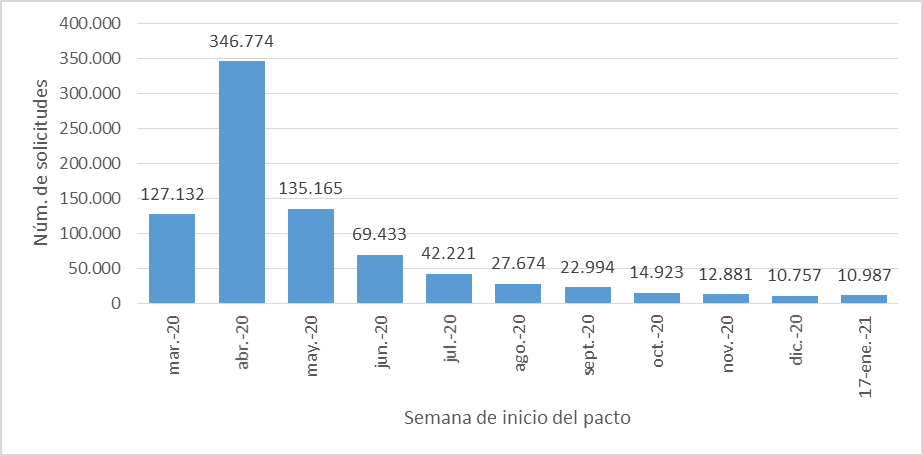 Núm. de solicitudes
400.000
350.000
300.000
250.000
200.000
150.000
100.000
50.000
0
127.132
346.774
135.165
69.433
42.221
27.674
22.994
14.923
12.881
10.757
10.987
mar.-20
abr.-20
may.-20
jun.-20
jul.-20
ago.-20
sept.-20
oct.-20
nov.-20
dic.-20
17-ene.-21
Semana de inicio del pacto